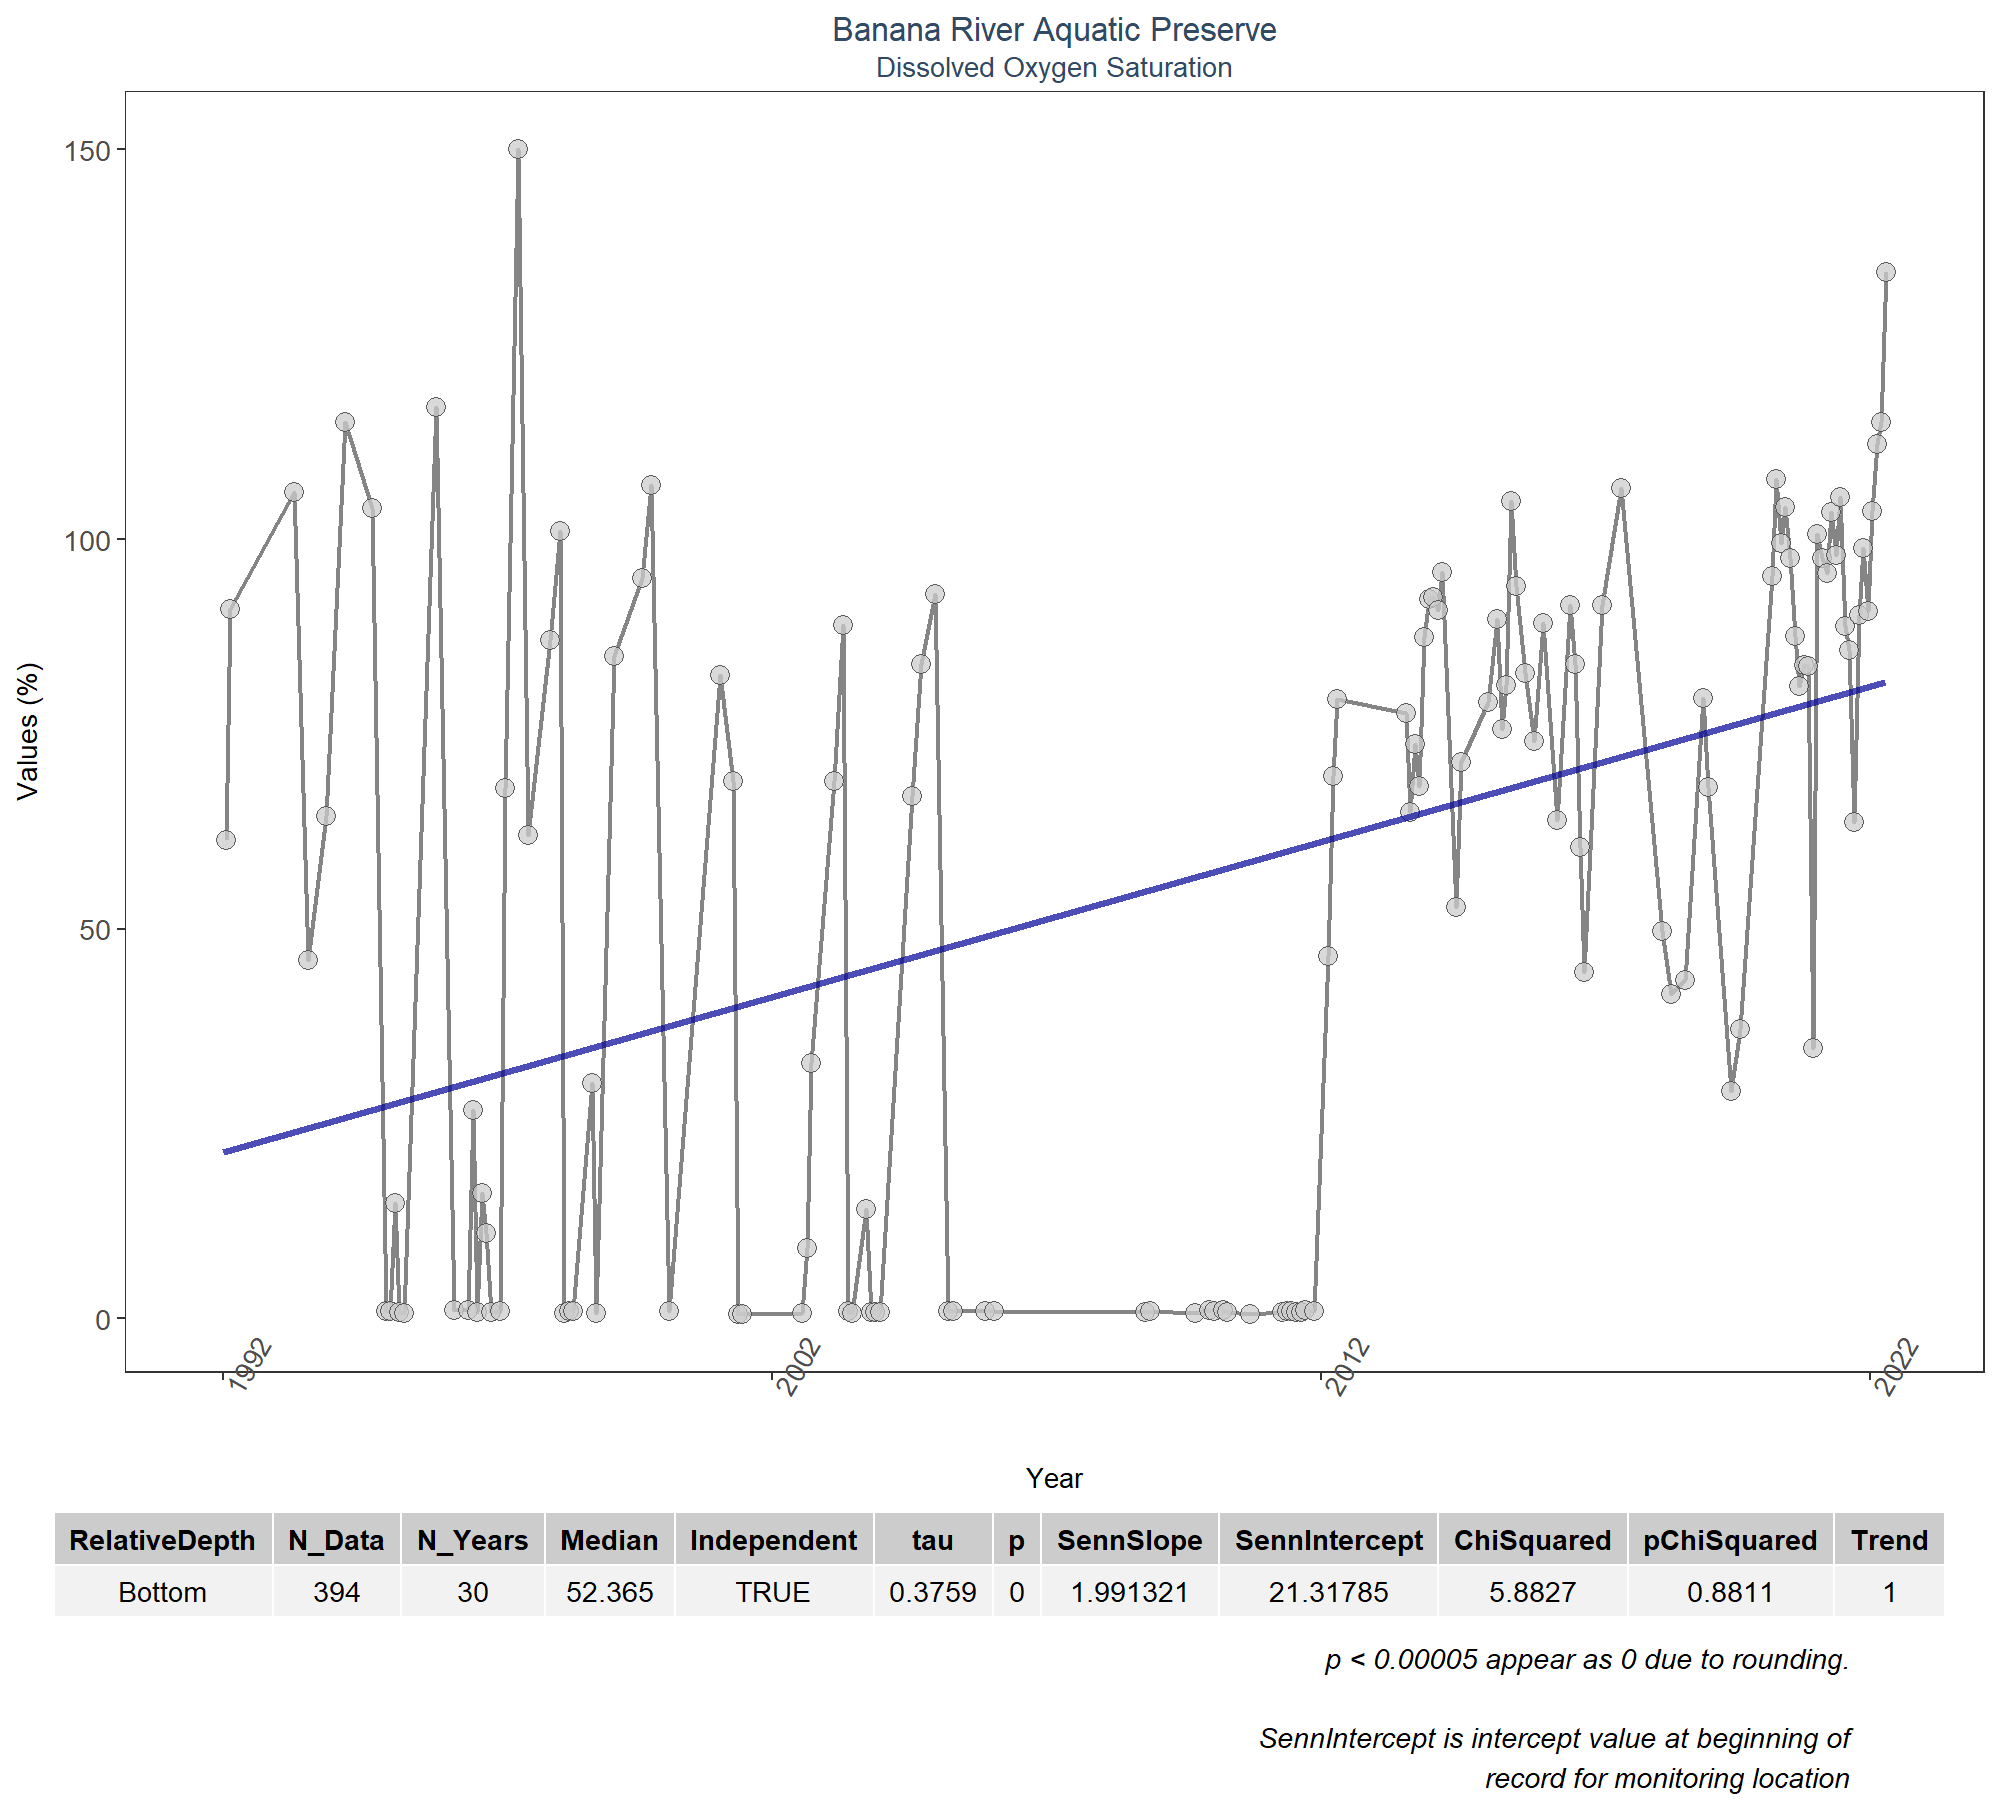 Banana River Aquatic Preserve
Dissolved Oxygen Saturation
Values (%)
150
100
50
0
1992 2002 2012 2022
Year
RelativeDepth N_Data N_Years Median Independent tau p SennSlope SennIntercept ChiSquared pChiSquared Trend
Bottom 394 30 52.365 TRUE 0.3759 0 1.991321 21.31785 5.8827 0.8811 1
p < 0.00005 appear as 0 due to rounding.
SennIntercept is intercept value at beginning of
record for monitoring location